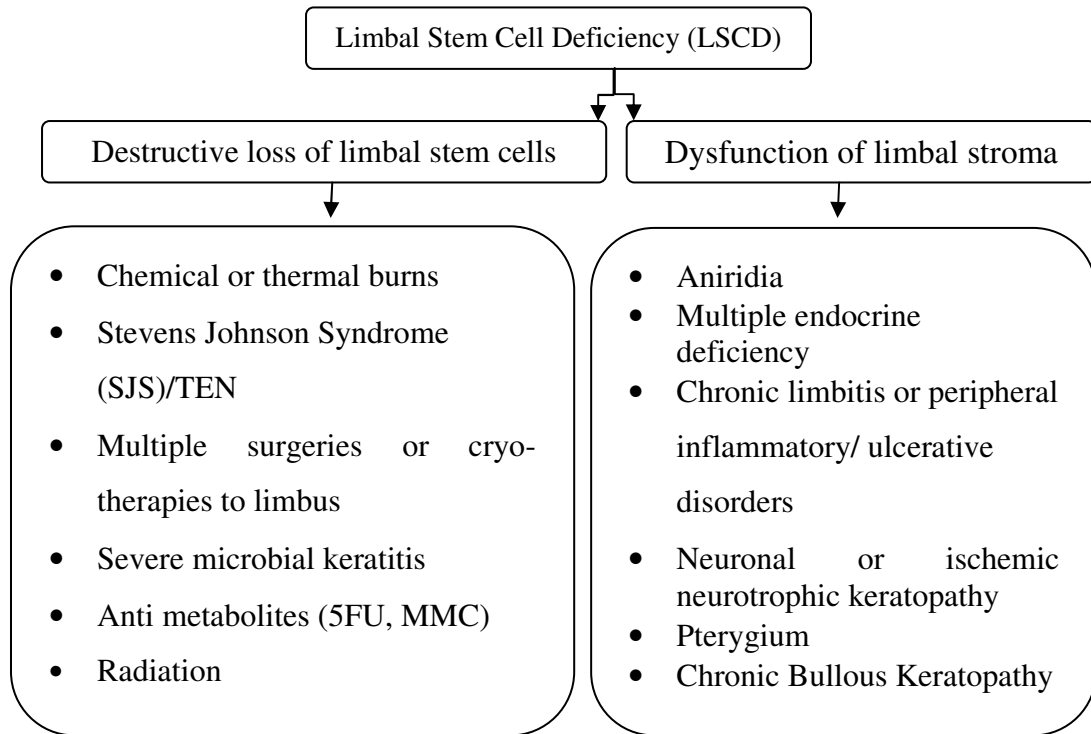 Limbal Stem Cell Deficiency (LSCD)
Destructive loss of limbal stem cells
Dysfunction of limbal stroma
• Chemical or thermal burns
• Stevens Johnson Syndrome
(SJS)/TEN
• Multiple surgeries or cryo-
therapies to limbus
• Severe microbial keratitis
• Anti metabolites (5FU, MMC)
• Radiation
• Aniridia
• Multiple endocrine
deficiency
• Chronic limbitis or peripheral
inflammatory/ ulcerative
disorders
• Neuronal or ischemic
neurotrophic keratopathy
• Pterygium
• Chronic Bullous Keratopathy